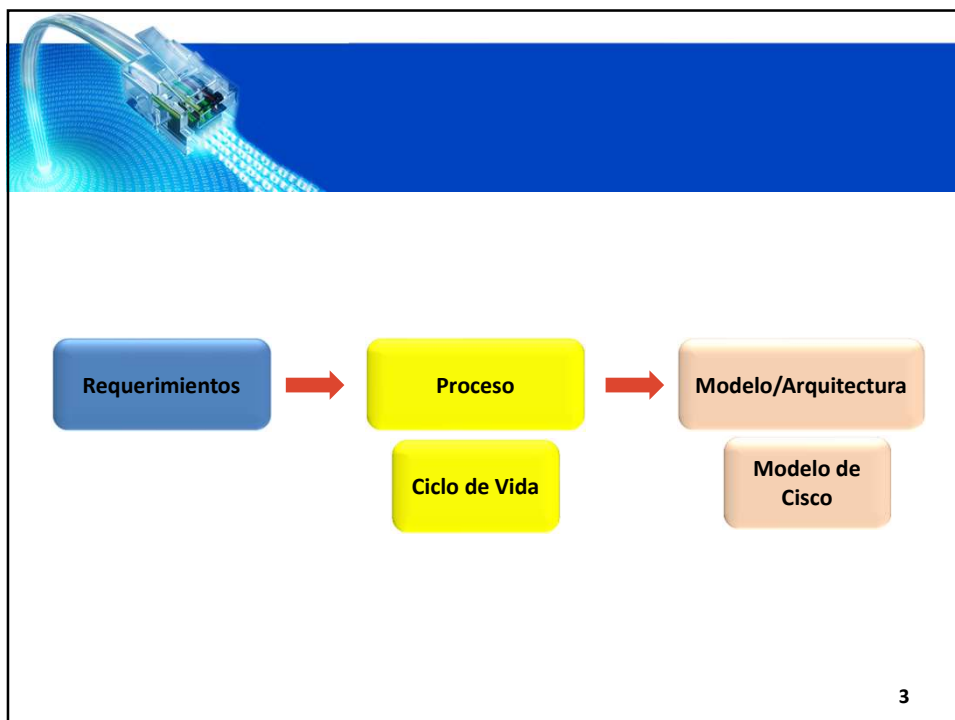 Requerimientos
Proceso
Modelo/Arquitectura
Ciclo de Vida
Modelo de
Cisco
3